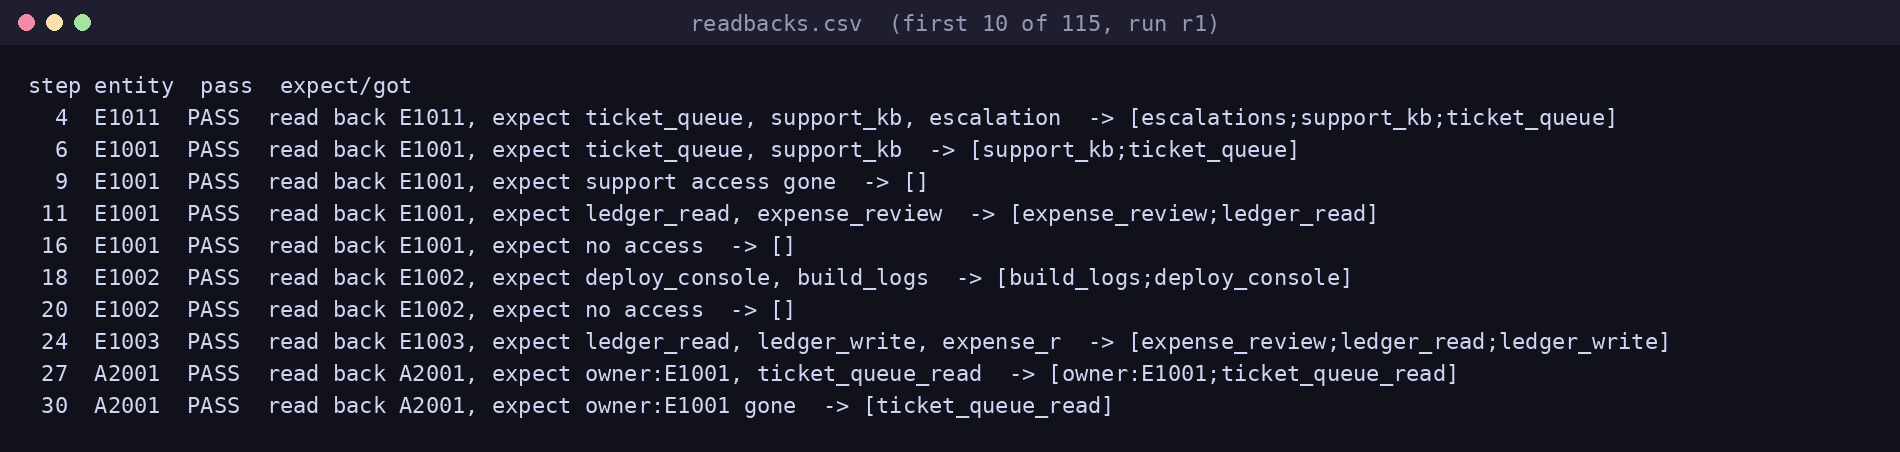 readbacks.csv  (first 10 of 115, run r1)
step entity  pass  expect/got
4  E1011  PASS  read back E1011, expect ticket_queue, support_kb, escalation  -> [escalations;support_kb;ticket_queue]
6  E1001  PASS  read back E1001, expect ticket_queue, support_kb  -> [support_kb;ticket_queue]
9  E1001  PASS  read back E1001, expect support access gone  -> []
11  E1001  PASS  read back E1001, expect ledger_read, expense_review  -> [expense_review;ledger_read]
16  E1001  PASS  read back E1001, expect no access  -> []
18  E1002  PASS  read back E1002, expect deploy_console, build_logs  -> [build_logs;deploy_console]
20  E1002  PASS  read back E1002, expect no access  -> []
24  E1003  PASS  read back E1003, expect ledger_read, ledger_write, expense_r  -> [expense_review;ledger_read;ledger_write]
27  A2001  PASS  read back A2001, expect owner:E1001, ticket_queue_read  -> [owner:E1001;ticket_queue_read]
30  A2001  PASS  read back A2001, expect owner:E1001 gone  -> [ticket_queue_read]